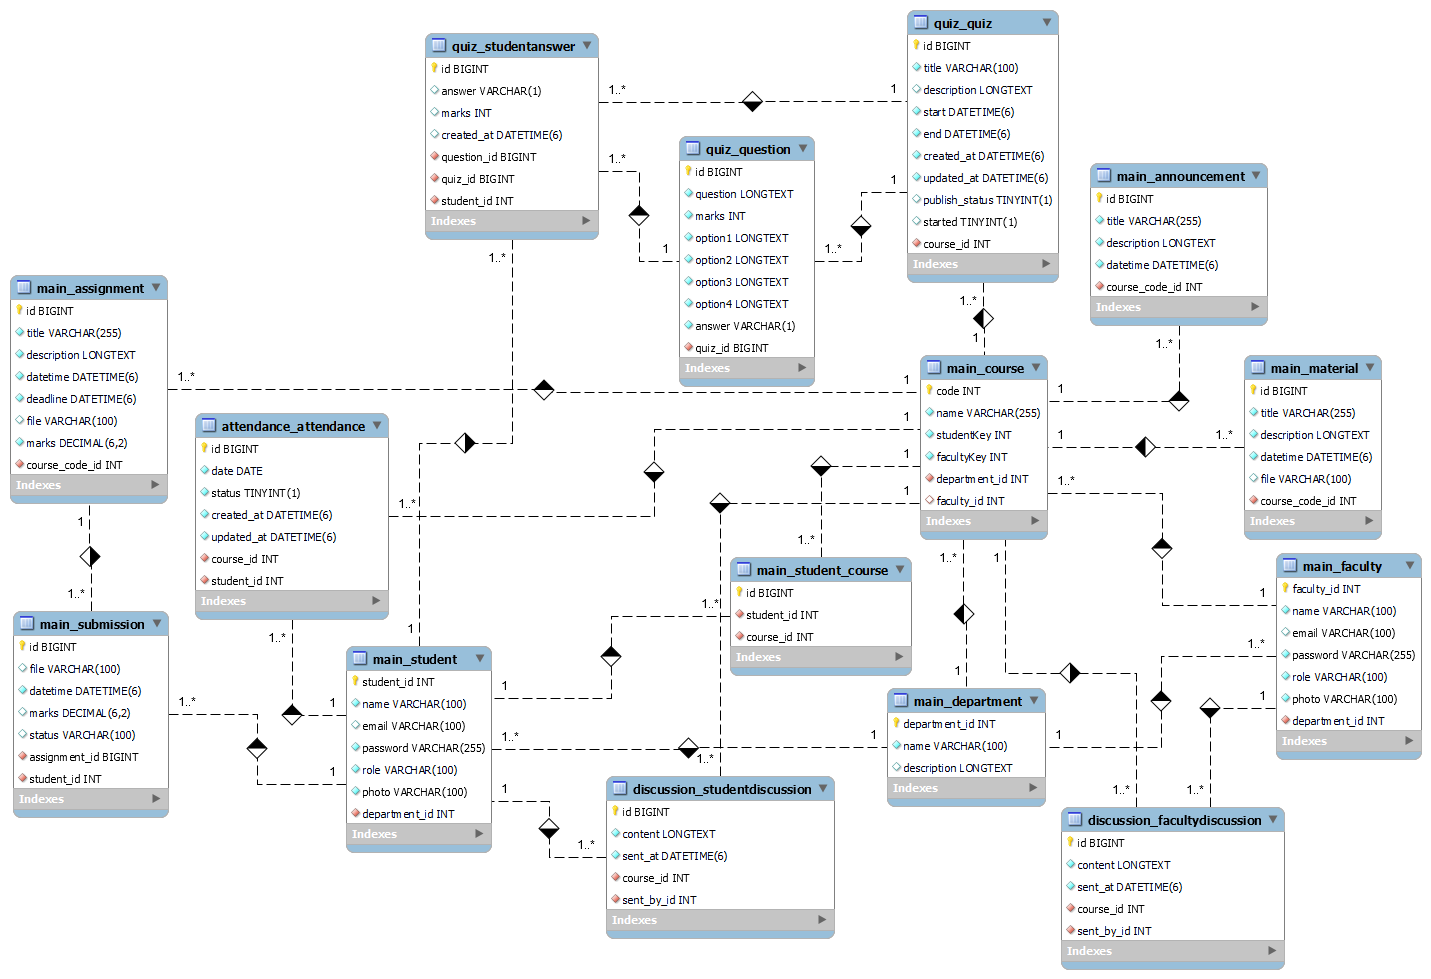 quiz_studentanswer
id BIGINT
answer VARCHAR(1)
marks INT
created_at DATETIME(6)
question_id BIGINT
quiz_id BIGINT
student_id INT
Indexes
quiz_quiz
id BIGINT
title VARCHAR(100)
description LONGTEXT
start DATETIME(6)
end DATETIME(6)
created_at DATETIME(6)
updated_at DATETIME(6)
publish_status TINYINT(1)
started TINYINT(1)
course_id INT
Indexes
quiz_question
id BIGINT
question LONGTEXT
marks INT
option1 LONGTEXT
option2 LONGTEXT
option3 LONGTEXT
option4 LONGTEXT
answer VARCHAR(1)
quiz_id BIGINT
Indexes
main_announcement
id BIGINT
title VARCHAR(255)
description LONGTEXT
datetime DATETIME(6)
course_code_id INT
Indexes
main_assignment
id BIGINT
title VARCHAR(255)
description LONGTEXT
datetime DATETIME(6)
deadline DATETIME(6)
file VARCHAR(100)
marks DECIMAL(6,2)
course_code_id INT
Indexes
attendance_attendance
id BIGINT
date DATE
status TINYINT(1)
created_at DATETIME(6)
updated_at DATETIME(6)
course_id INT
student_id INT
Indexes
main_course
code INT
name VARCHAR(255)
studentKey INT
facultyKey INT
department_id INT
faculty_id INT
Indexes
main_material
id BIGINT
title VARCHAR(255)
description LONGTEXT
datetime DATETIME(6)
file VARCHAR(100)
course_code_id INT
Indexes
main_student_course
id BIGINT
student_id INT
course_id INT
Indexes
main_faculty
faculty_id INT
name VARCHAR(100)
email VARCHAR(100)
password VARCHAR(255)
role VARCHAR(100)
photo VARCHAR(100)
department_id INT
Indexes
main_submission
id BIGINT
file VARCHAR(100)
datetime DATETIME(6)
marks DECIMAL(6,2)
status VARCHAR(100)
assignment_id BIGINT
student_id INT
Indexes
main_student
student_id INT
name VARCHAR(100)
email VARCHAR(100)
password VARCHAR(255)
role VARCHAR(100)
photo VARCHAR(100)
department_id INT
Indexes
main_department
department_id INT
name VARCHAR(100)
description LONGTEXT
Indexes
discussion_studentdiscussion
id BIGINT
content LONGTEXT
sent_at DATETIME(6)
course_id INT
sent_by_id INT
Indexes
discussion_facultydiscussion
id BIGINT
content LONGTEXT
sent_at DATETIME(6)
course_id INT
sent_by_id INT
Indexes
1..*
1
1..*
1
1
1..*
1..*
1
1..*
1
1..*
1
1..*
1
1
1..*
1
1..*
1
1..*
1
1..*
1..*
1
1..*
1
1
1..*
1..*
1
1..*
1
1..*
1
1
1..*
1..*
1
1
1..*
1
1..*